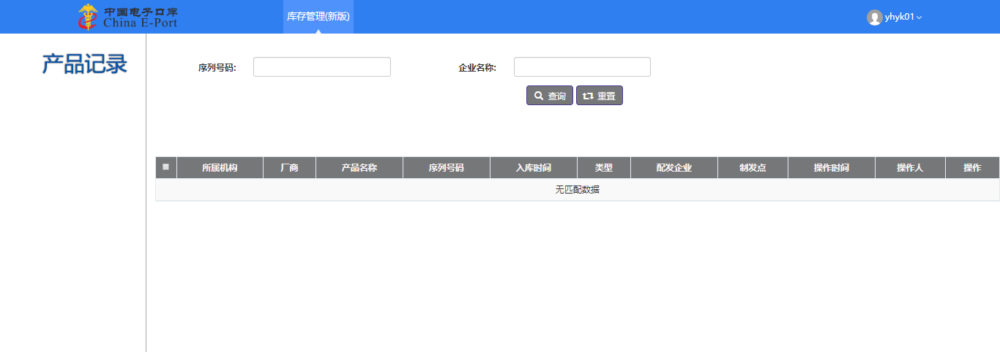 中国电子口岸
China E-Port
库存管理(新版)
yhyk01
产品记录
序列号码:
企业名称:
查询
重置
所属机构 厂商 产品名称 序列号码 入库时间 类型 配发企业 制发点 操作时间 操作人 操作
无匹配数据